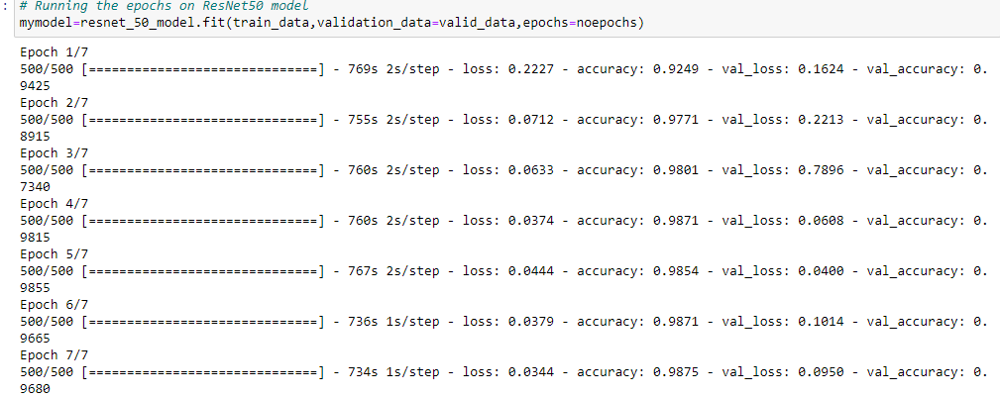 : # Running the epochs on ResNet50 model
mymodel=resnet_50_model.fit(train_data,validation_data=valid_data,epochs=noepochs)
Epoch 1/7
500/500 [==============================] - 769s 2s/step - loss: 0.2227 - accuracy: 0.9249 - val_loss: 0.1624 - val_accuracy: 0.
9425
Epoch 2/7
500/500 [==============================] - 755s 2s/step - loss: 0.0712 - accuracy: 0.9771 - val_loss: 0.2213 - val_accuracy: 0.
8915
Epoch 3/7
500/500 [==============================] - 760s 2s/step - loss: 0.0633 - accuracy: 0.9801 - val_loss: 0.7896 - val_accuracy: 0.
7340
Epoch 4/7
500/500 [==============================] - 760s 2s/step - loss: 0.0374 - accuracy: 0.9871 - val_loss: 0.0608 - val_accuracy: 0.
9815
Epoch 5/7
500/500 [==============================] - 767s 2s/step - loss: 0.0444 - accuracy: 0.9854 - val_loss: 0.0400 - val_accuracy: 0.
9855
Epoch 6/7
500/500 [==============================] - 736s 1s/step - loss: 0.0379 - accuracy: 0.9871 - val_loss: 0.1014 - val_accuracy: 0.
9665
Epoch 7/7
500/500 [==============================] - 734s 1s/step - loss: 0.0344 - accuracy: 0.9875 - val_loss: 0.0950 - val_accuracy: 0.
9680